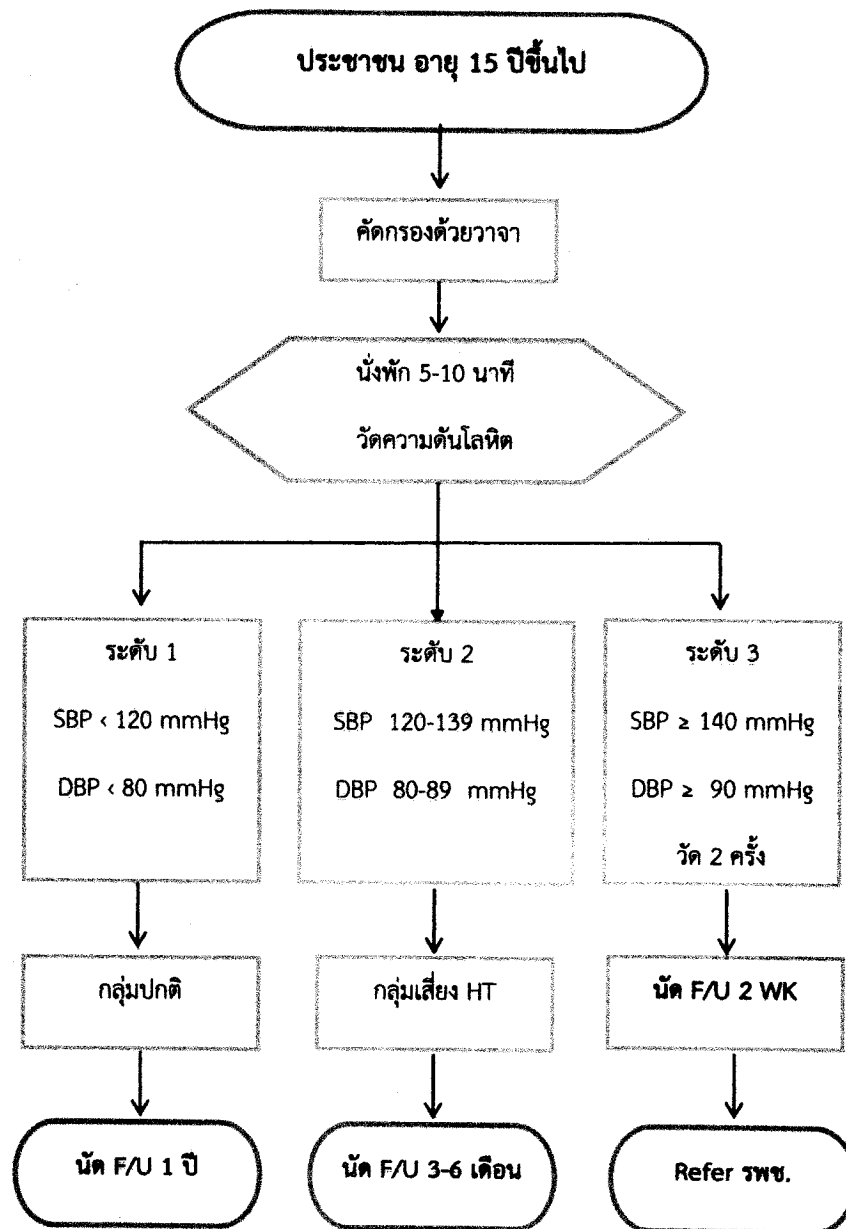 ประชาชน อายุ 15 ปีขึ้นไป
คัดกรองด้วยวาจา
นั่งพัก 5-10 นาที
วัดความดันโลหิต
ระดับ 1
SBP < 120 mmHg
DBP < 80 mmHg
ระดับ 2
SBP 120-139 mmHg
DBP 80-89 mmHg
ระดับ 3
SBP ≥ 140 mmHg
DBP ≥ 90 mmHg
วัด 2 ครั้ง
กลุ่มปกติ
กลุ่มเสี่ยง HT
นัด F/U 2 WK
นัด F/U 1 ปี
นัด F/U 3-6 เดือน
Refer รพช.